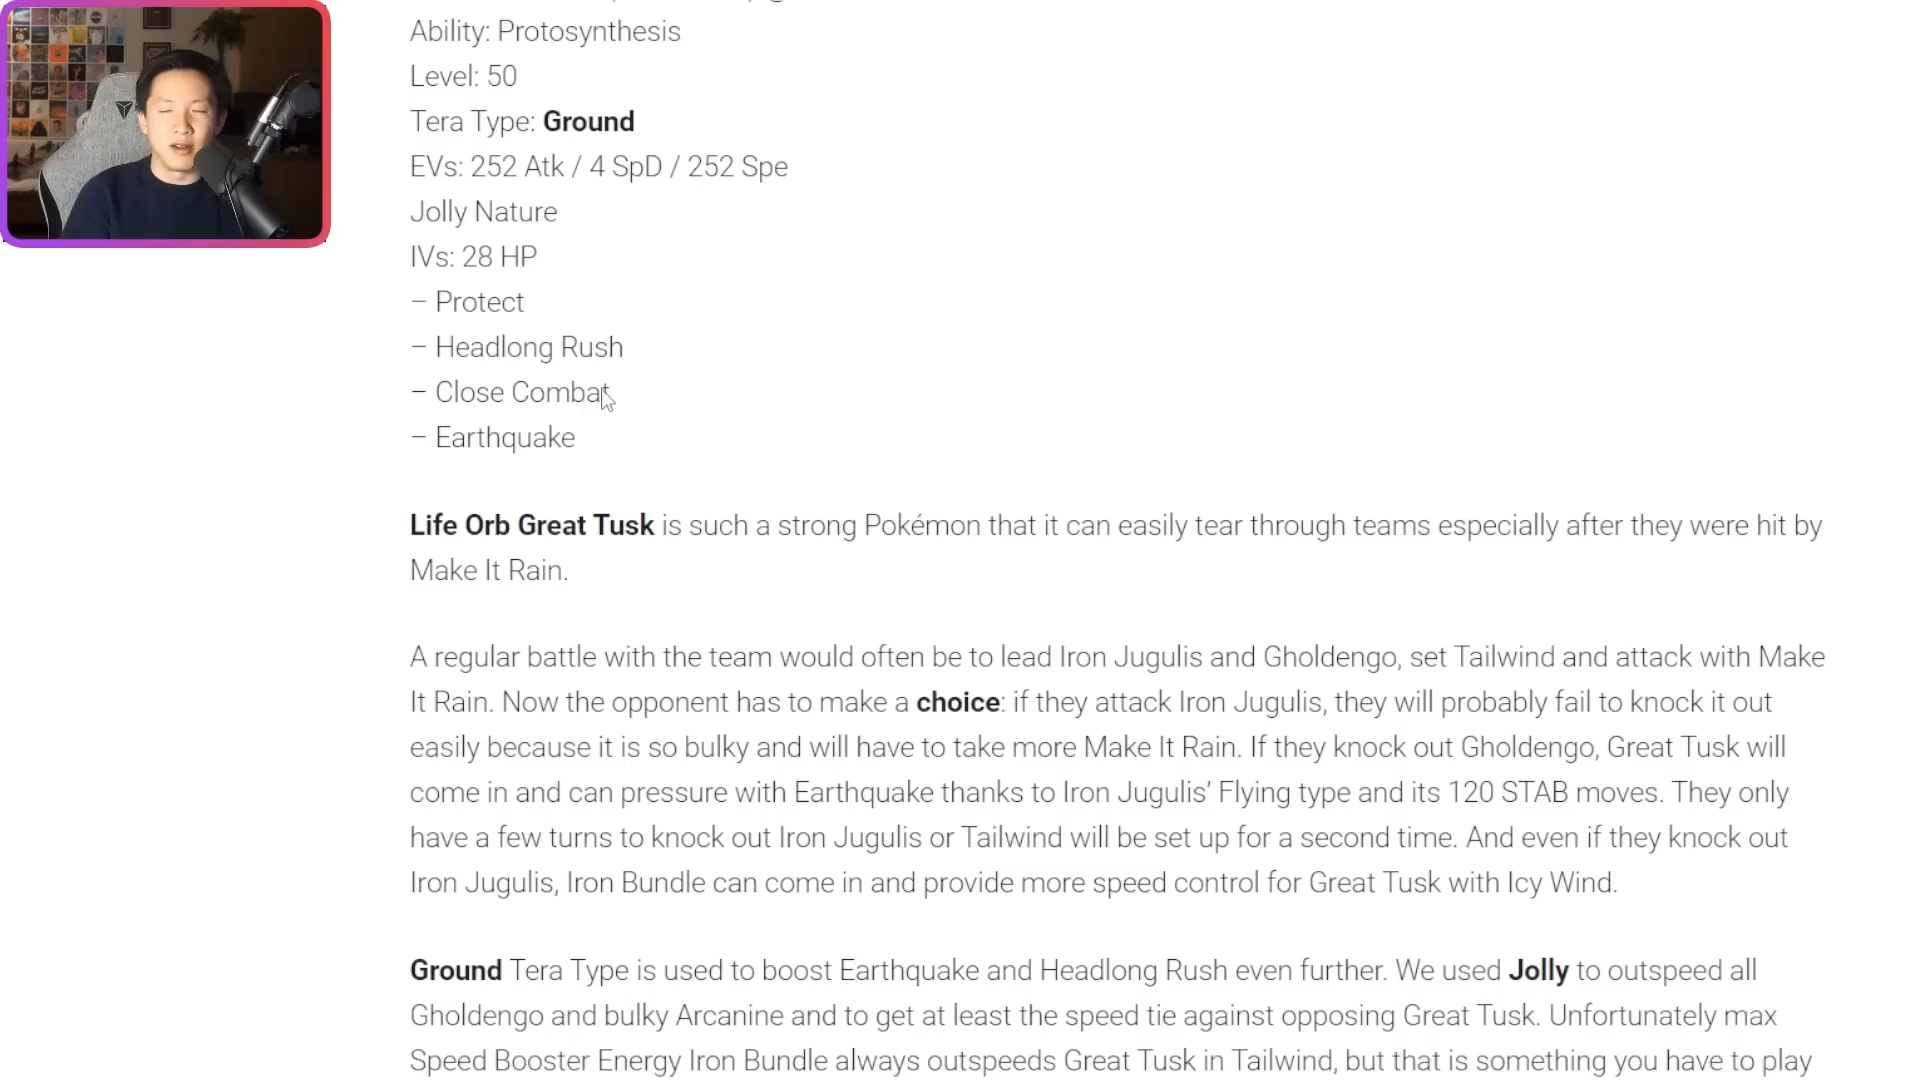 Ability: Protosynthesis
Level: 50
Tera Type: Ground
EVs: 252 Atk / 4 SpD / 252 Spe
Jolly Nature
IVs: 28 HP
– Protect
– Headlong Rush
– Close Combat
– Earthquake
Life Orb Great Tusk is such a strong Pokémon that it can easily tear through teams especially after they were hit by
Make It Rain.
A regular battle with the team would often be to lead Iron Jugulis and Gholdengo, set Tailwind and attack with Make
It Rain. Now the opponent has to make a choice: if they attack Iron Jugulis, they will probably fail to knock it out
easily because it is so bulky and will have to take more Make It Rain. If they knock out Gholdengo, Great Tusk will
come in and can pressure with Earthquake thanks to Iron Jugulis’ Flying type and its 120 STAB moves. They only
have a few turns to knock out Iron Jugulis or Tailwind will be set up for a second time. And even if they knock out
Iron Jugulis, Iron Bundle can come in and provide more speed control for Great Tusk with Icy Wind.
Ground Tera Type is used to boost Earthquake and Headlong Rush even further. We used Jolly to outspeed all
Gholdengo and bulky Arcanine and to get at least the speed tie against opposing Great Tusk. Unfortunately max
Speed Booster Energy Iron Bundle always outspeeds Great Tusk in Tailwind, but that is something you have to play